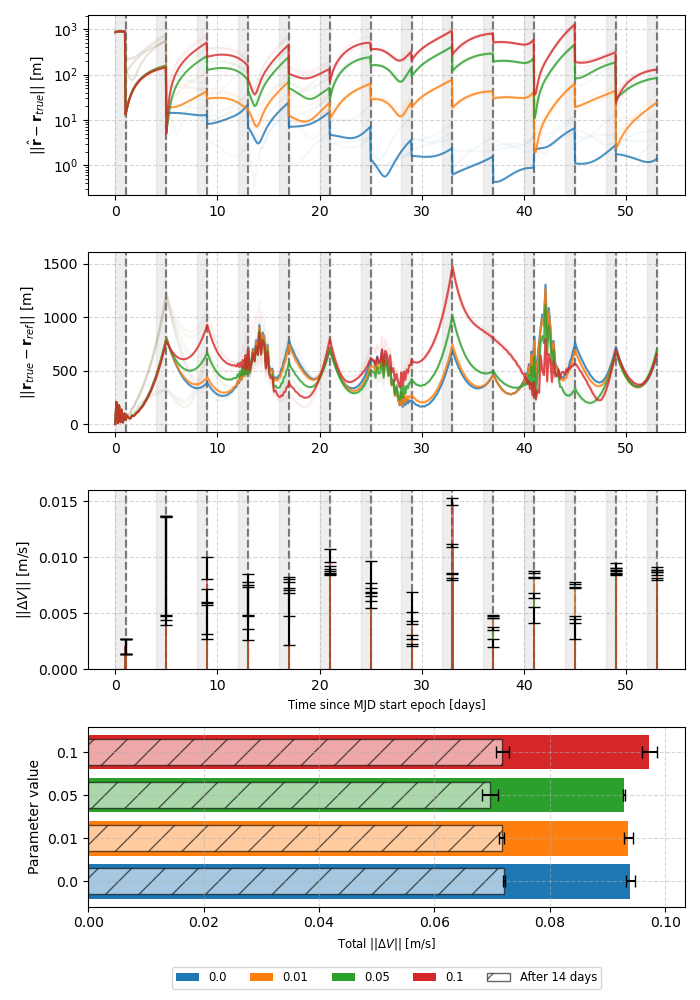 ||r̂ − r_true|| [m]
10³
10²
10¹
10⁰
0 10 20 30 40 50
||r_true − r_ref|| [m]
1500
1000
500
0
0 10 20 30 40 50
||ΔV|| [m/s]
0.015
0.010
0.005
0.000
0 10 20 30 40 50
Time since MJD start epoch [days]
Parameter value
0.1
0.05
0.01
0.0
0.00 0.02 0.04 0.06 0.08 0.10
Total ||ΔV|| [m/s]
0.0 0.01 0.05 0.1 After 14 days